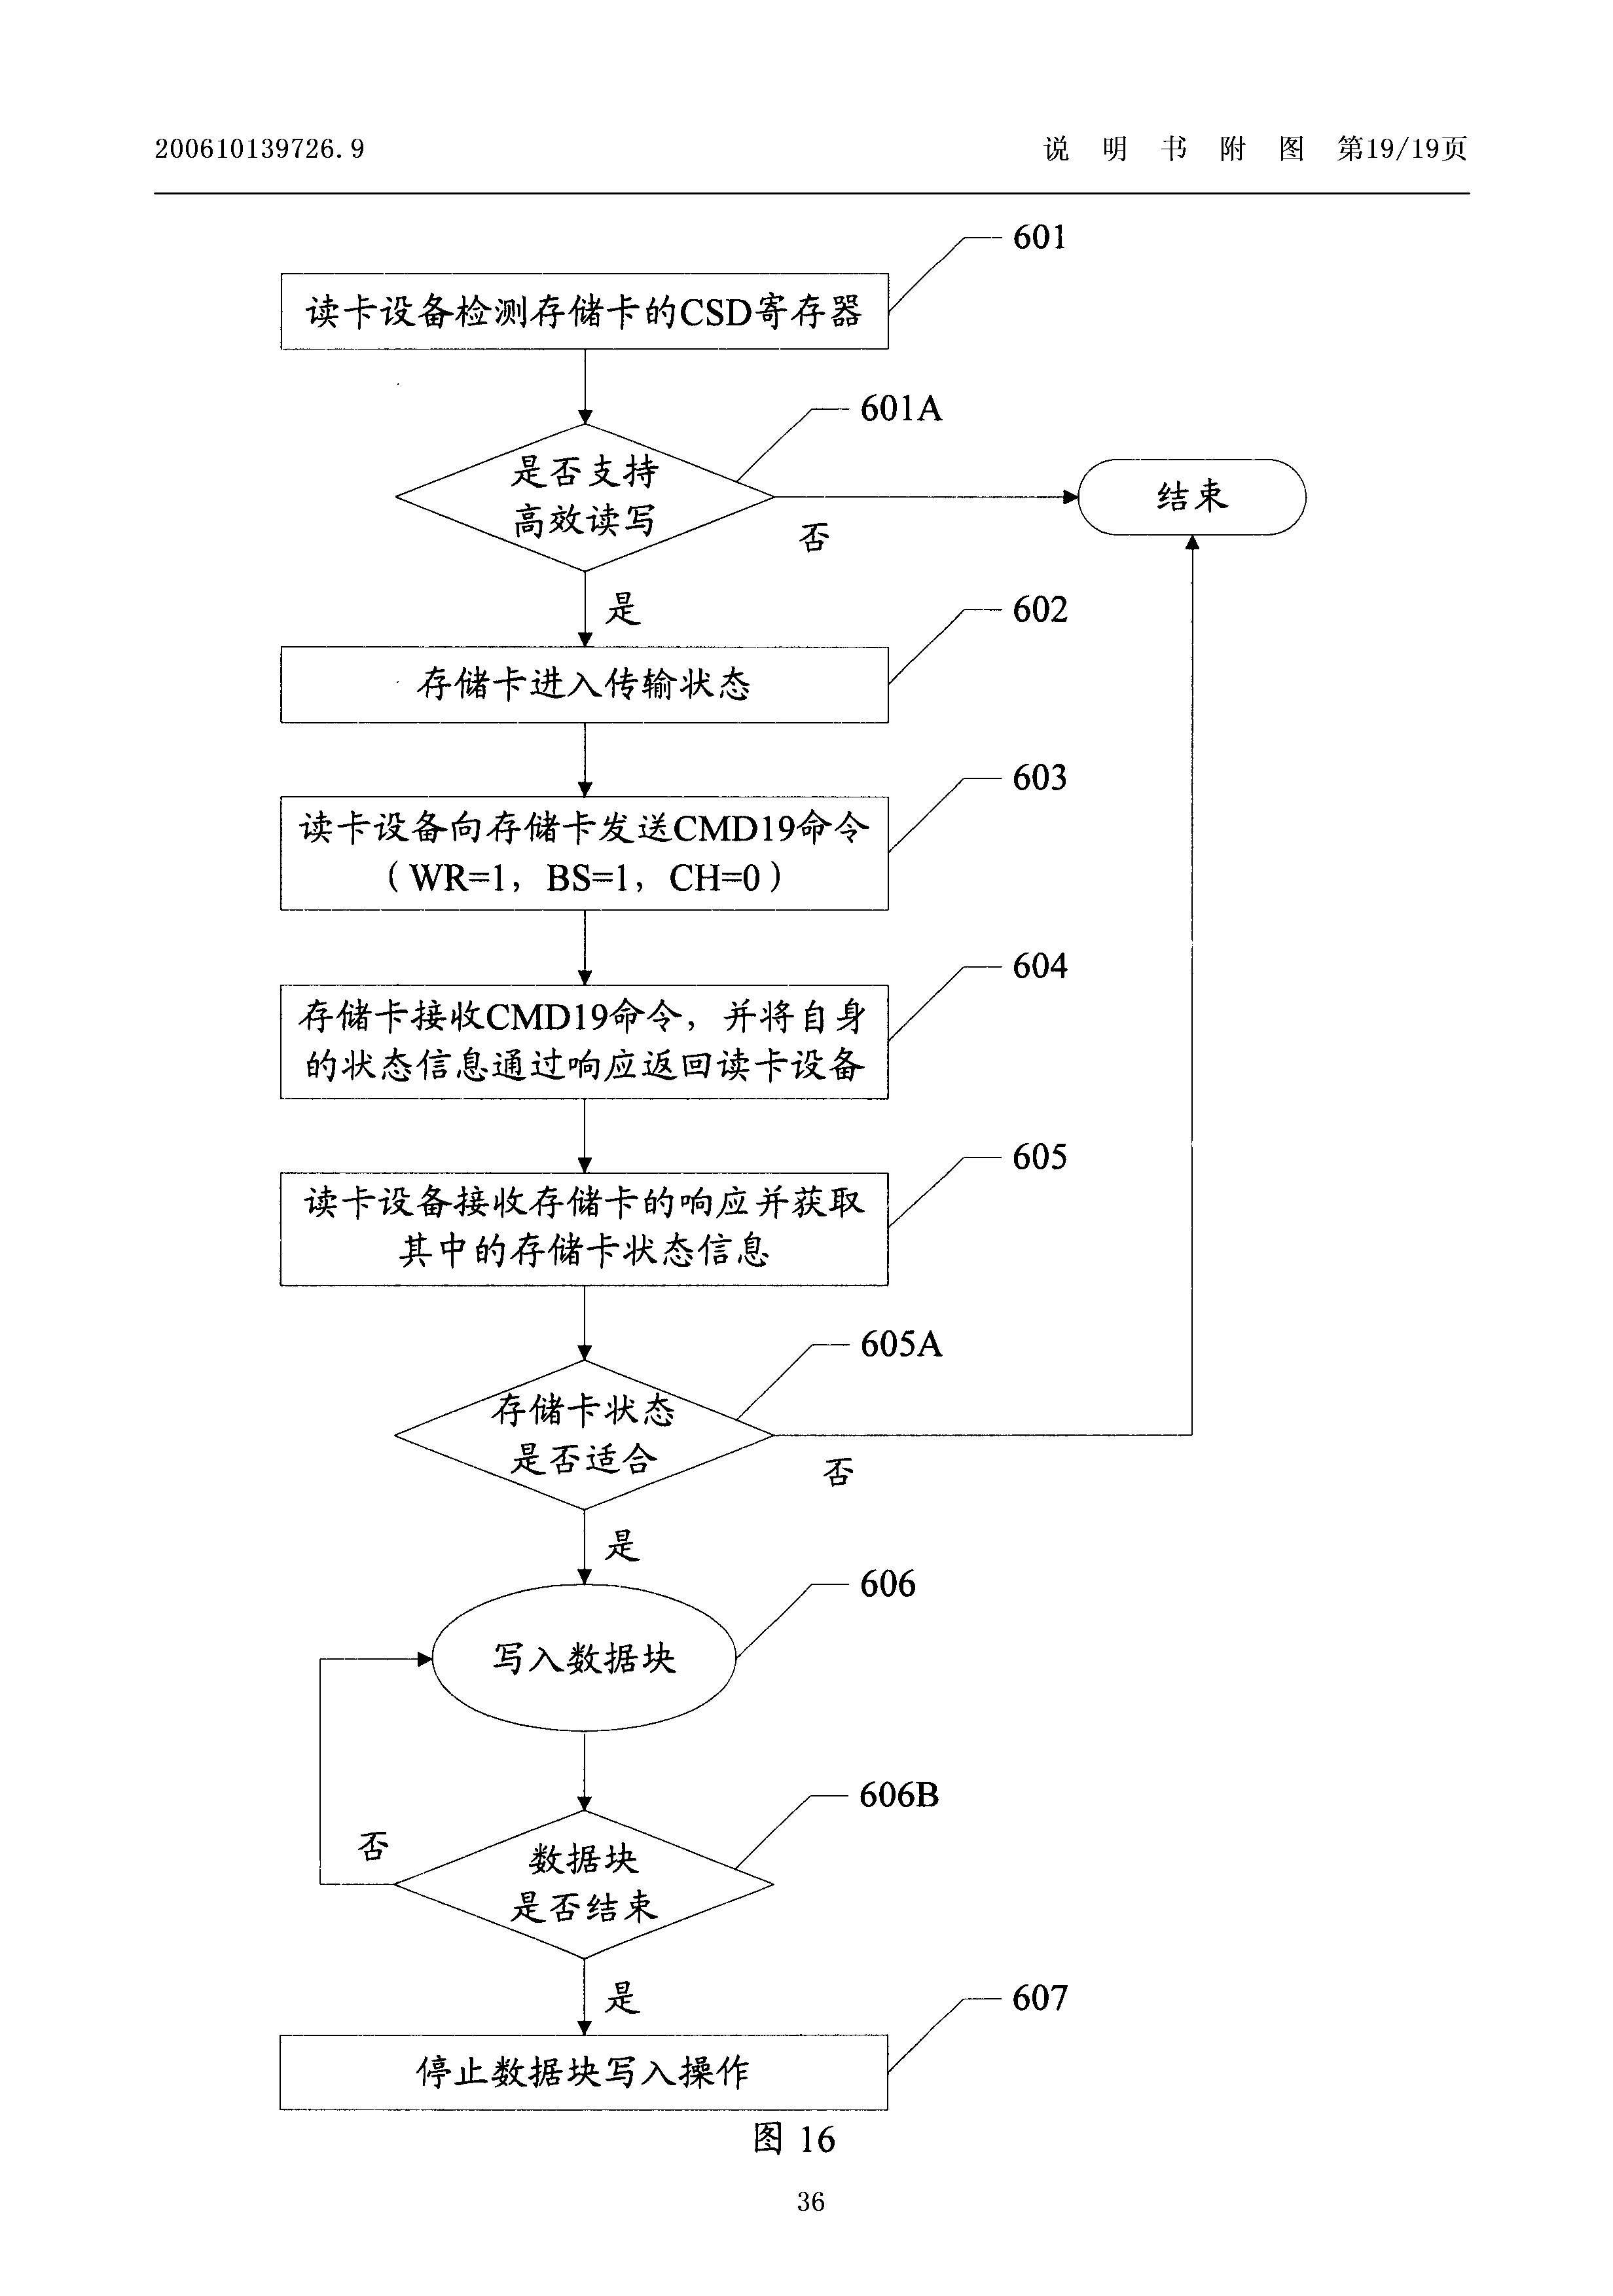 200610139726.9 说 明 书 附 图 第19/19页
601
读卡设备检测存储卡的CSD寄存器
601A
是否支持
高效读写
结束
否
是
602
存储卡进入传输状态
603
读卡设备向存储卡发送CMD19命令
（WR=1，BS=1，CH=0）
604
存储卡接收CMD19命令，并将自身
的状态信息通过响应返回读卡设备
605
读卡设备接收存储卡的响应并获取
其中的存储卡状态信息
605A
存储卡状态
是否适合
否
是
606
写入数据块
606B
否
数据块
是否结束
是
607
停止数据块写入操作
图 16
36